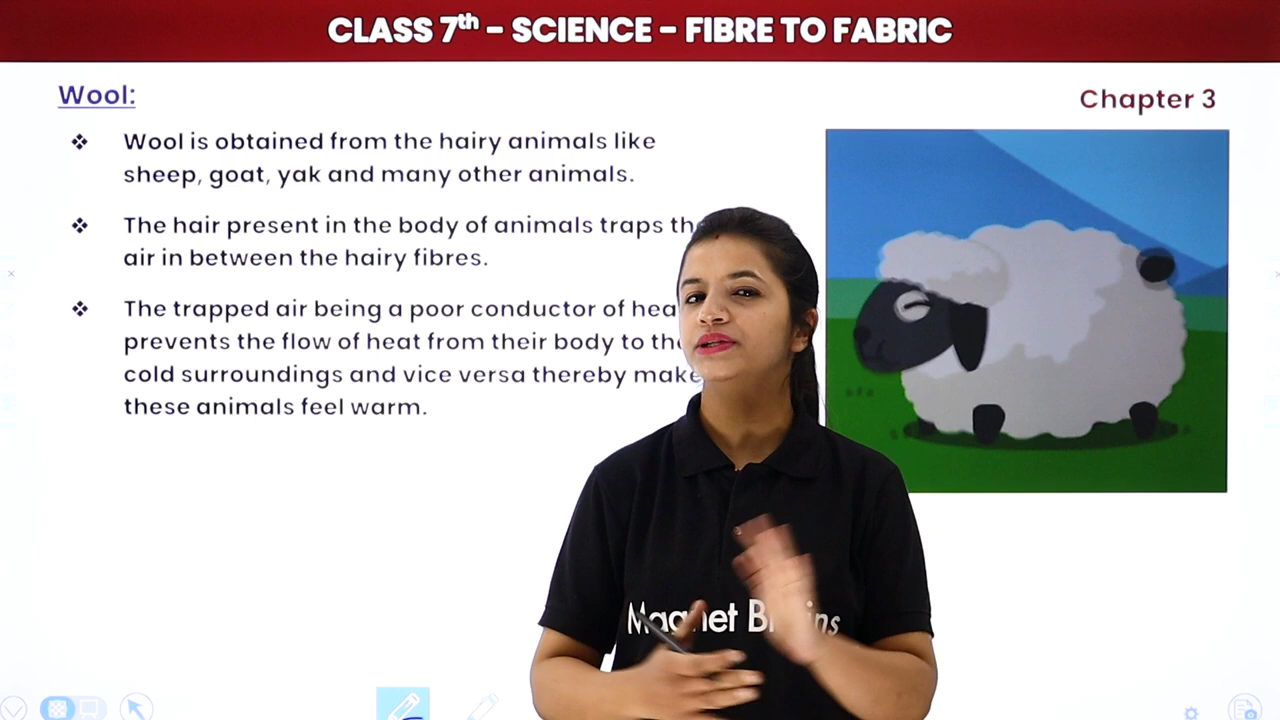 CLASS 7th - SCIENCE - FIBRE TO FABRIC
Wool:
Chapter 3
❖ Wool is obtained from the hairy animals like
sheep, goat, yak and many other animals.
❖ The hair present in the body of animals traps
air in between the hairy fibres.
❖ The trapped air being a poor conductor of
prevents the flow of heat from their body to
cold surroundings and vice versa thereby make
these animals feel warm.
Magnet